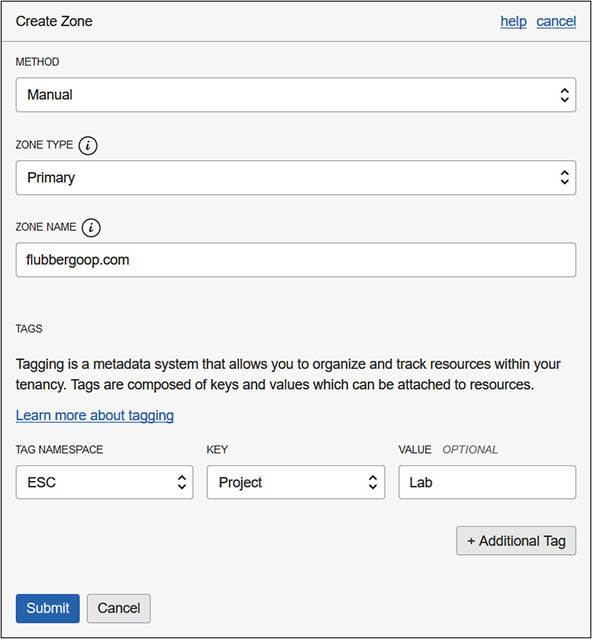 Create Zone help cancel
METHOD
Manual
ZONE TYPE i
Primary
ZONE NAME i
flubbergoop.com
TAGS
Tagging is a metadata system that allows you to organize and track resources within your
tenancy. Tags are composed of keys and values which can be attached to resources.
Learn more about tagging
TAG NAMESPACE KEY VALUE OPTIONAL
ESC Project Lab
+ Additional Tag
Submit Cancel